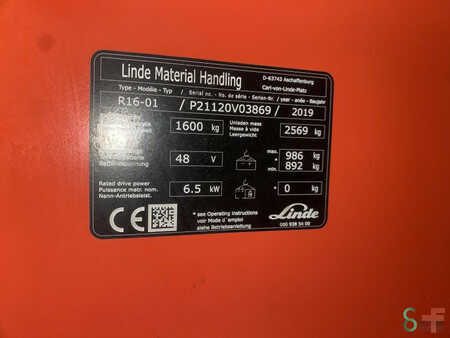 Linde Material Handling
D-63743 Aschaffenburg
Carl-von-Linde-Platz
Type - Modèle - Typ / Serial no. - No. de série - Serien-Nr. / year - année - Baujahr
R16-01 / P21120V03869 / 2019
1600 kg
Unladen mass
Masse à vide
Leergewicht
2569 kg
48 V
max. 986 kg
min. 892 kg
Rated drive power
Puissance motr. nom.
Nenn-Antriebsleist.
6.5 kW
* 0 kg
CE
* see Operating Instructions
voir Mode d'emploi
siehe Betriebsanleitung
Linde